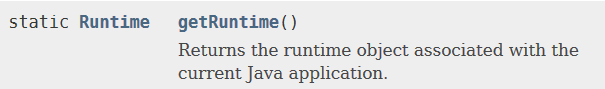 static Runtime getRuntime()
Returns the runtime object associated with the
current Java application.